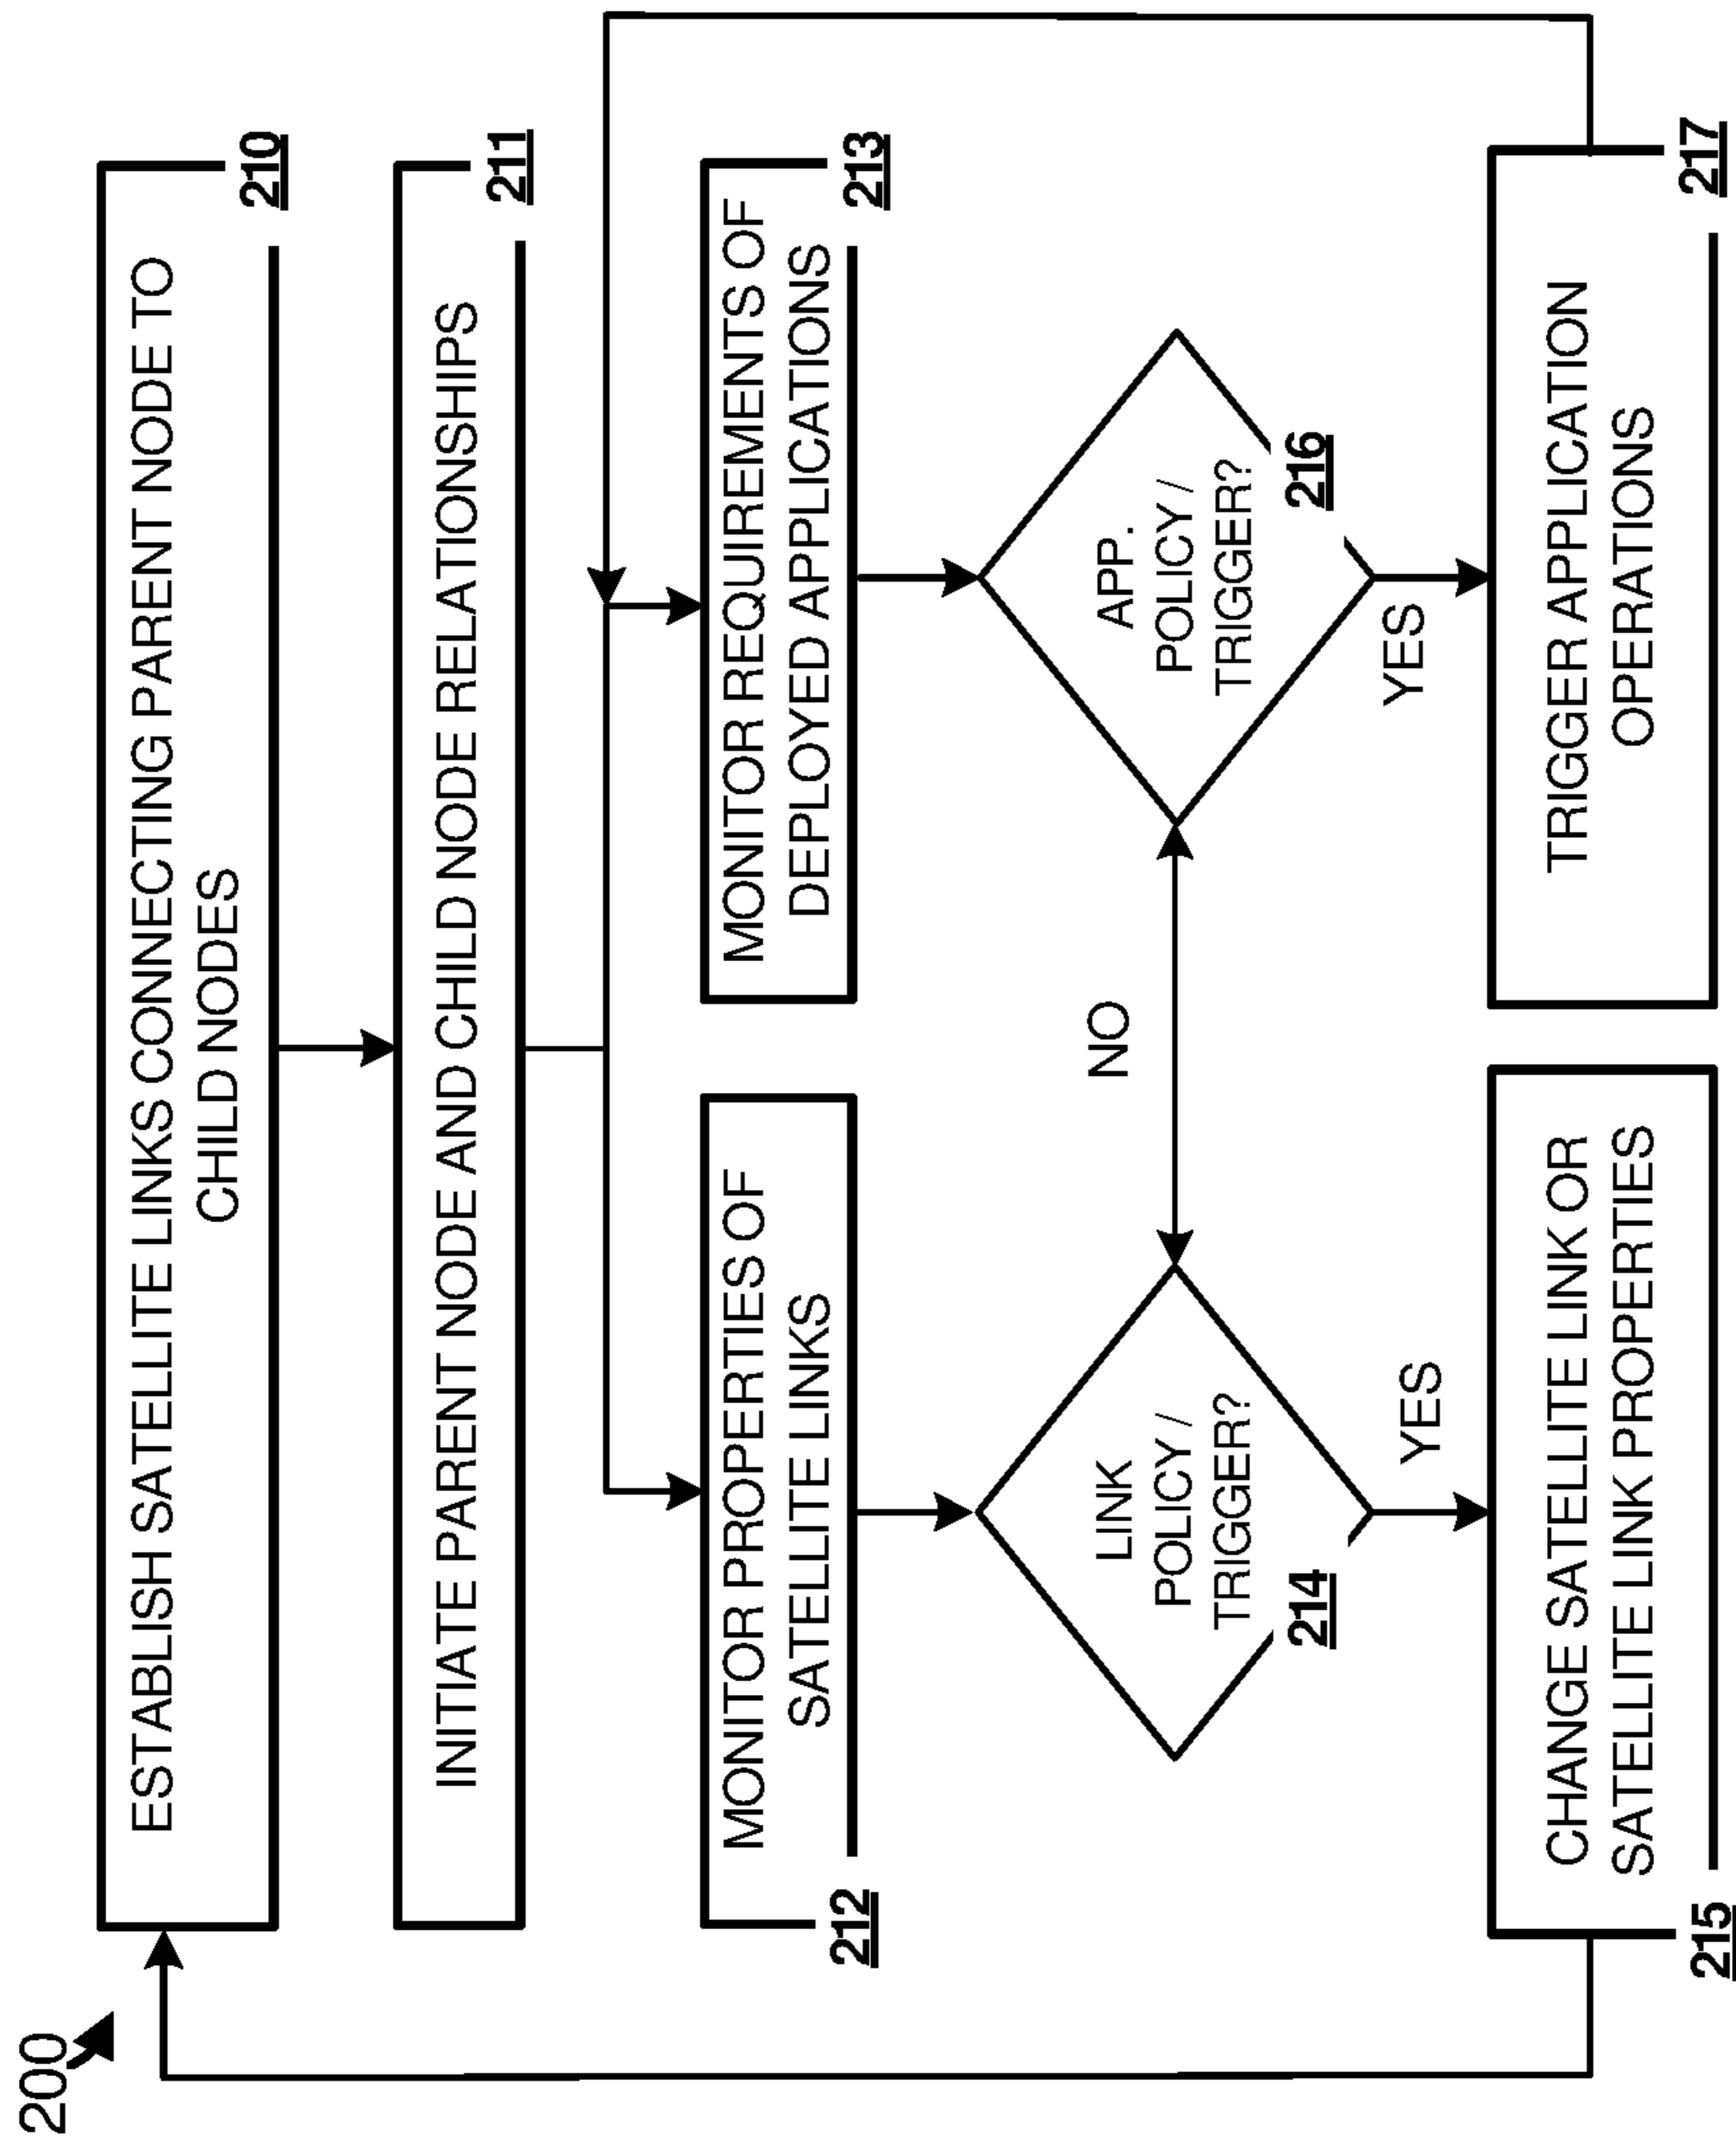 200
ESTABLISH SATELLITE LINKS CONNECTING PARENT NODE TO
CHILD NODES
210
INITIATE PARENT NODE AND CHILD NODE RELATIONSHIPS
211
MONITOR PROPERTIES OF
SATELLITE LINKS
212
MONITOR REQUIREMENTS OF
DEPLOYED APPLICATIONS
213
LINK
POLICY /
TRIGGER?
214
NO
APP.
POLICY /
TRIGGER?
216
YES
YES
CHANGE SATELLITE LINK OR
SATELLITE LINK PROPERTIES
215
TRIGGER APPLICATION
OPERATIONS
217